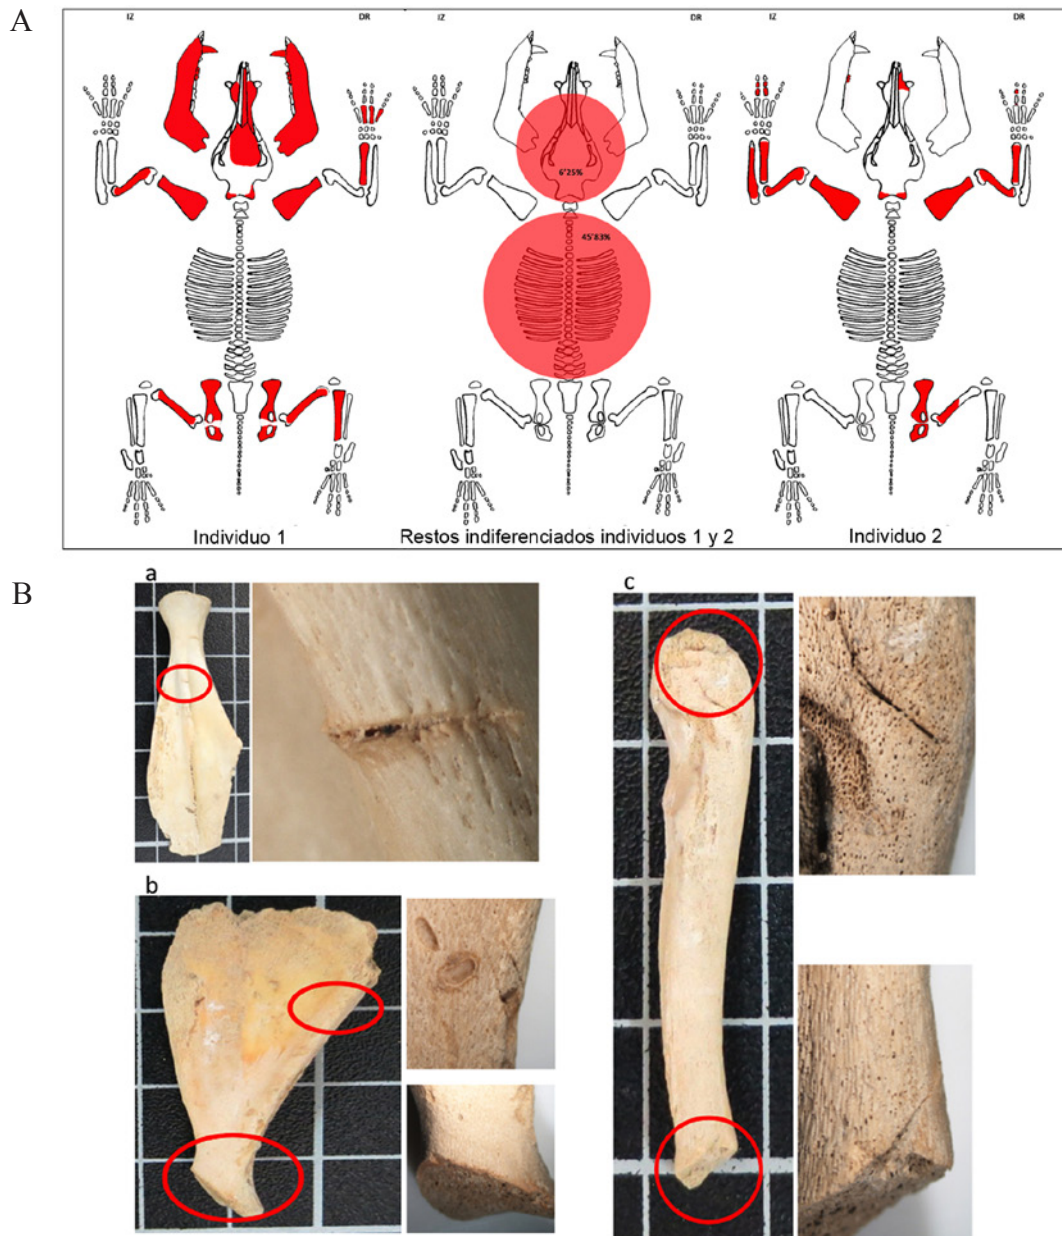 A
IZ DR IZ DR IZ DR
6'25%
45'83%
Individuo 1 Restos indiferenciados individuos 1 y 2 Individuo 2
B
a
c
b